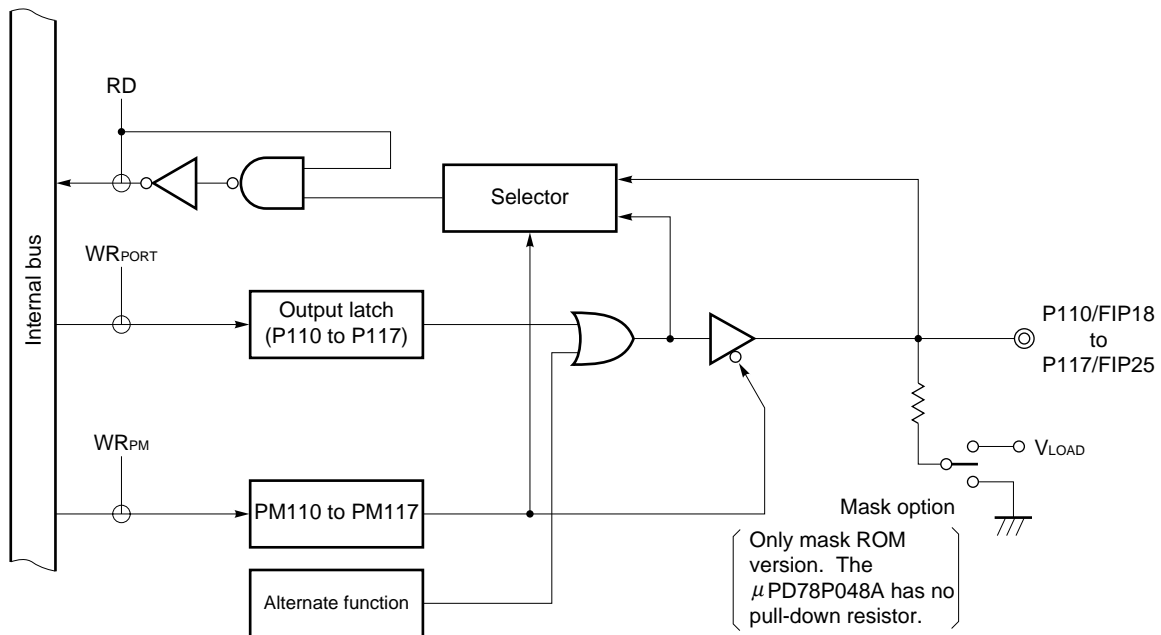 RD
Selector
Internal bus
WRPORT
Output latch
(P110 to P117)
P110/FIP18
to
P117/FIP25
WRPM
VLOAD
PM110 to PM117
Mask option
Only mask ROM
version. The
μPD78P048A has no
pull-down resistor.
Alternate function